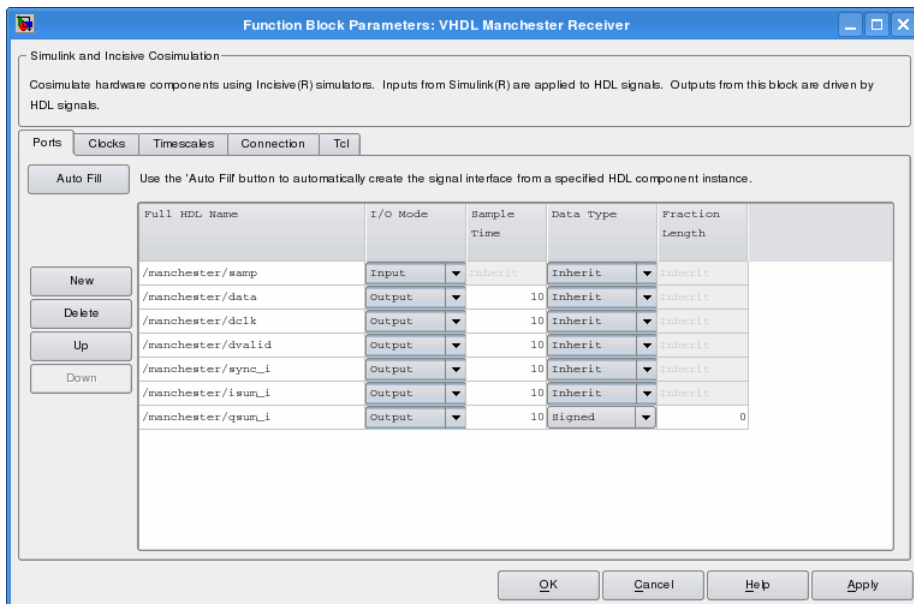 Function Block Parameters: VHDL Manchester Receiver
Simulink and Incisive Cosimulation
Cosimulate hardware components using Incisive(R) simulators. Inputs from Simulink(R) are applied to HDL signals. Outputs from this block are driven by
HDL signals.
Ports Clocks Timescales Connection Tcl
Auto Fill Use the 'Auto Fill' button to automatically create the signal interface from a specified HDL component instance.
Full HDL Name I/O Mode Sample Time Data Type Fraction Length
/manchester/samp Input Inherit Inherit Inherit
/manchester/data Output 10 Inherit Inherit
/manchester/dclk Output 10 Inherit Inherit
/manchester/dvalid Output 10 Inherit Inherit
/manchester/sync_i Output 10 Inherit Inherit
/manchester/isum_i Output 10 Inherit Inherit
/manchester/qsum_i Output 10 Signed 0
New
Delete
Up
Down
OK Cancel Help Apply